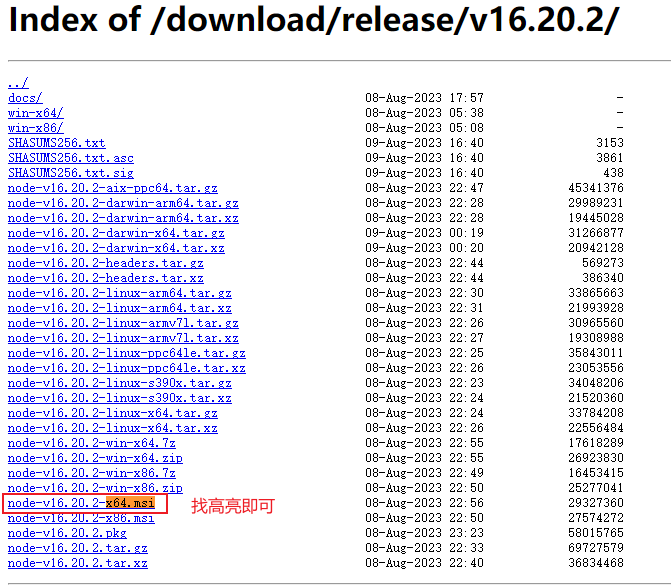 Index of /download/release/v16.20.2/
../
docs/ 08-Aug-2023 17:57 -
win-x64/ 08-Aug-2023 05:38 -
win-x86/ 08-Aug-2023 05:08 -
SHASUMS256.txt 09-Aug-2023 16:40 3153
SHASUMS256.txt.asc 09-Aug-2023 16:40 3861
SHASUMS256.txt.sig 09-Aug-2023 16:40 438
node-v16.20.2-aix-ppc64.tar.gz 08-Aug-2023 22:47 45341376
node-v16.20.2-darwin-arm64.tar.gz 08-Aug-2023 22:28 29989231
node-v16.20.2-darwin-arm64.tar.xz 08-Aug-2023 22:28 19445028
node-v16.20.2-darwin-x64.tar.gz 09-Aug-2023 00:19 31266877
node-v16.20.2-darwin-x64.tar.xz 09-Aug-2023 00:20 20942128
node-v16.20.2-headers.tar.gz 08-Aug-2023 22:44 569273
node-v16.20.2-headers.tar.xz 08-Aug-2023 22:44 386340
node-v16.20.2-linux-arm64.tar.gz 08-Aug-2023 22:30 33865663
node-v16.20.2-linux-arm64.tar.xz 08-Aug-2023 22:31 21993928
node-v16.20.2-linux-armv7l.tar.gz 08-Aug-2023 22:26 30965560
node-v16.20.2-linux-armv7l.tar.xz 08-Aug-2023 22:27 19308988
node-v16.20.2-linux-ppc64le.tar.gz 08-Aug-2023 22:25 35843011
node-v16.20.2-linux-ppc64le.tar.xz 08-Aug-2023 22:26 23053556
node-v16.20.2-linux-s390x.tar.gz 08-Aug-2023 22:23 34048206
node-v16.20.2-linux-s390x.tar.xz 08-Aug-2023 22:24 21520360
node-v16.20.2-linux-x64.tar.gz 08-Aug-2023 22:24 33784208
node-v16.20.2-linux-x64.tar.xz 08-Aug-2023 22:26 22556484
node-v16.20.2-win-x64.7z 08-Aug-2023 22:55 17618289
node-v16.20.2-win-x64.zip 08-Aug-2023 22:55 26923830
node-v16.20.2-win-x86.7z 08-Aug-2023 22:49 16453415
node-v16.20.2-win-x86.zip 08-Aug-2023 22:50 25277041
node-v16.20.2-x64.msi 找高亮即可 08-Aug-2023 22:56 29327360
node-v16.20.2-x86.msi 08-Aug-2023 22:50 27574272
node-v16.20.2.pkg 08-Aug-2023 23:23 58015765
node-v16.20.2.tar.gz 08-Aug-2023 22:33 69727579
node-v16.20.2.tar.xz 08-Aug-2023 22:40 36834468